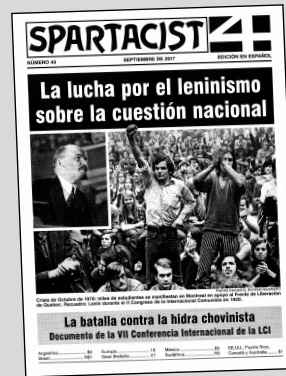 SPARTACIST 4
NÚMERO 40 SEPTIEMBRE DE 2017 EDICIÓN EN ESPAÑOL
La lucha por el leninismo
sobre la cuestión nacional
Crisis de Octubre de 1970: miles de estudiantes se manifiestan en Montreal en apoyo al Frente de Liberación
de Quebec. Recuadro: Lenin durante el II Congreso de la Internacional Comunista en 1920.
La batalla contra la hidra chovinista
Documento de la VII Conferencia Internacional de la LCI
Argentina
Europa
México
EE.UU., Puerto Rico,
Brasil
Gran Bretaña
Sudáfrica
Canadá y Australia